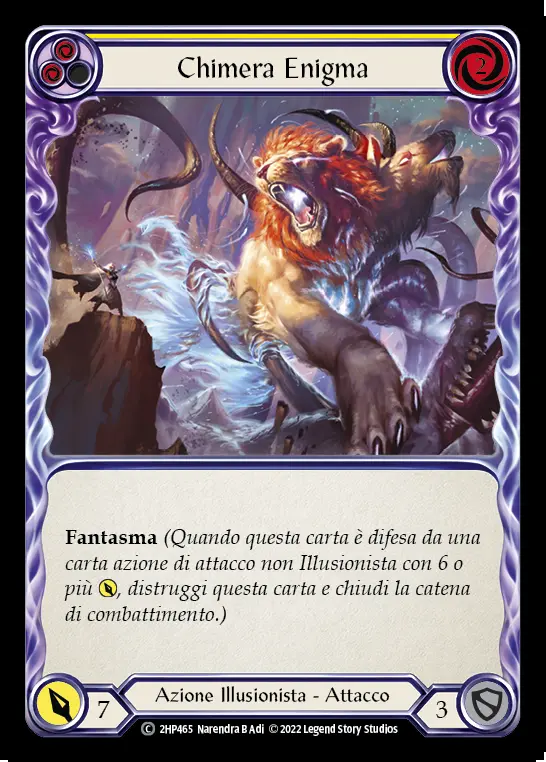 Chimera Enigma
2
Fantasma (Quando questa carta è difesa da una
carta azione di attacco non Illusionista con 6 o
più , distruggi questa carta e chiudi la catena
di combattimento.)
7
Azione Illusionista - Attacco
3
C 2HP465 Narendra B Adi © 2022 Legend Story Studios